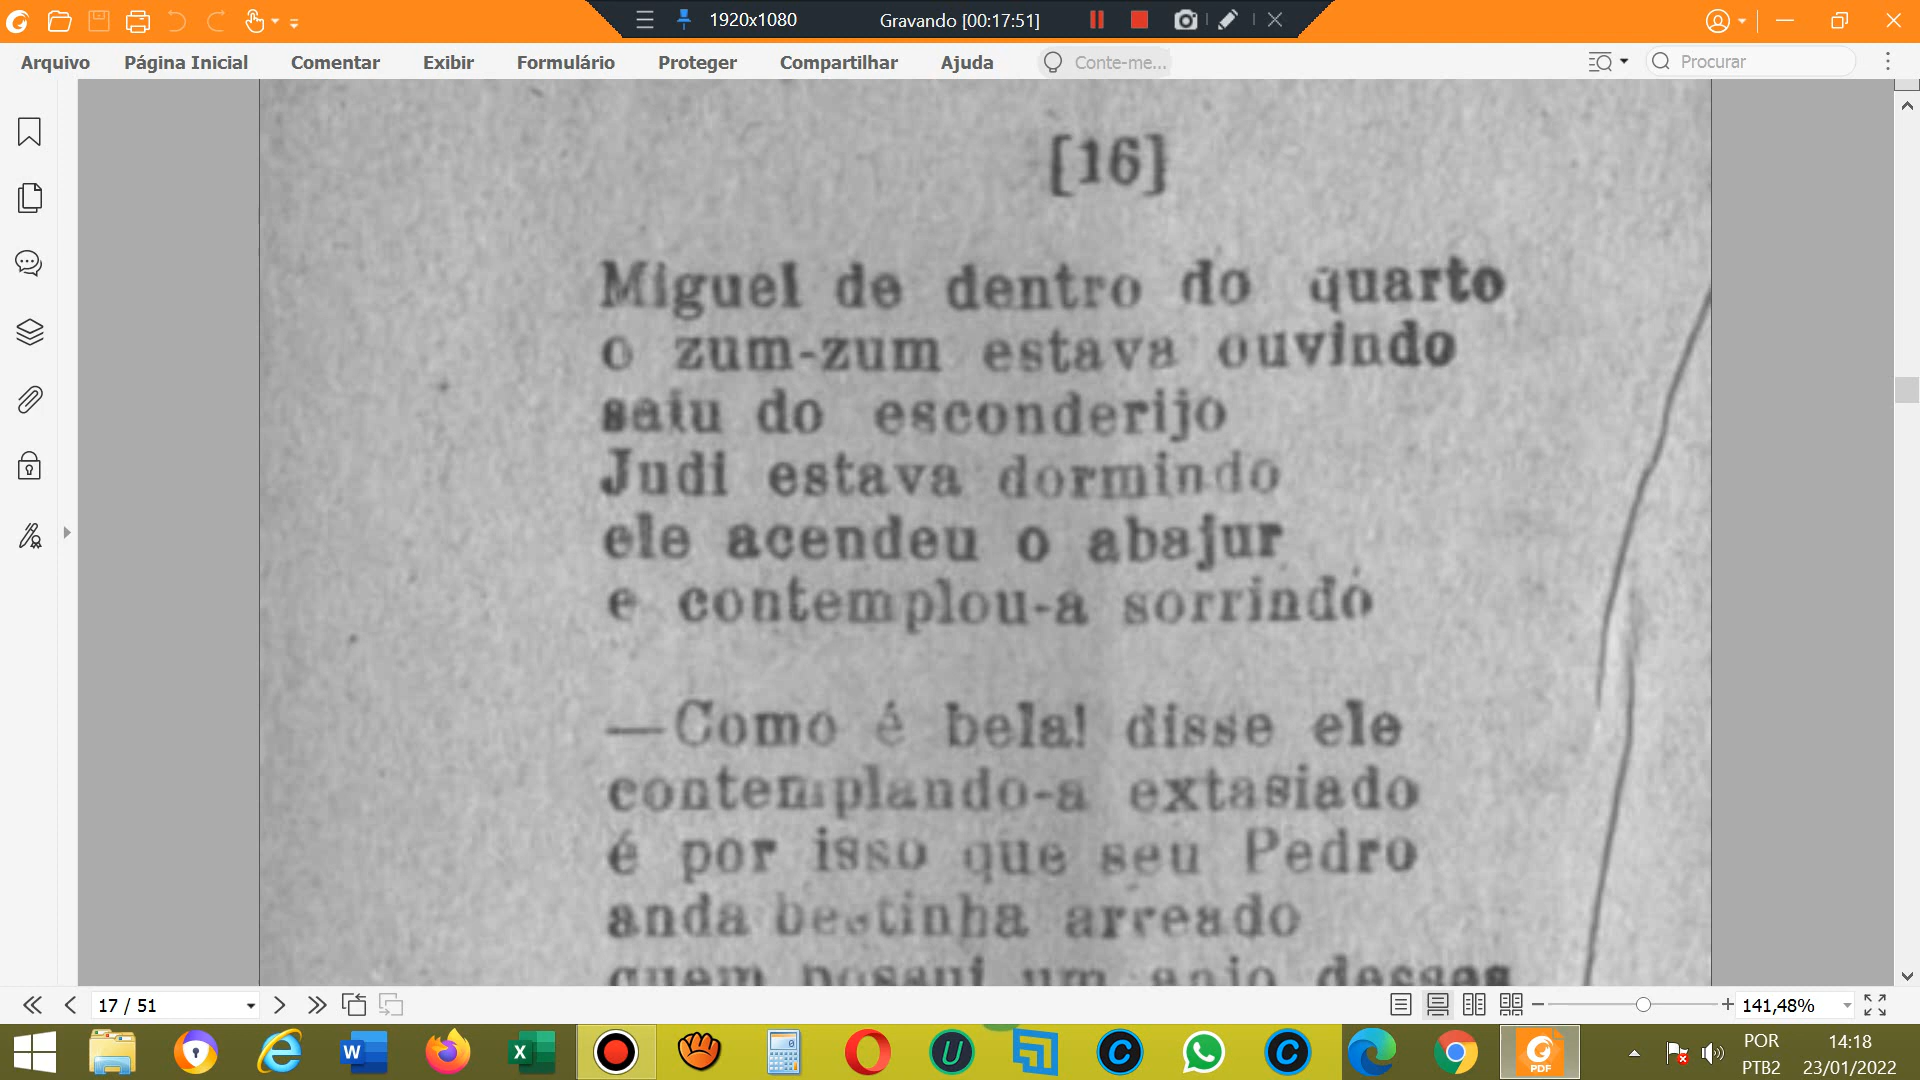 1920x1080
Gravando [00:17:51]
Arquivo
Página Inicial
Comentar
Exibir
Formulário
Proteger
Compartilhar
Ajuda
Conte-me...
Procurar
[16]
Miguel de dentro do quarto
o zum-zum estava ouvindo
saiu do esconderijo
Judi estava dormindo
ele acendeu o abajur
e contemplou-a sorrindo
—Como é bela! disse ele
contemplando-a extasiado
é por isso que seu Pedro
anda bestinha arreado
quem possui um anjo desses
17 / 51
141,48%
POR
PTB2
14:18
23/01/2022
PDF